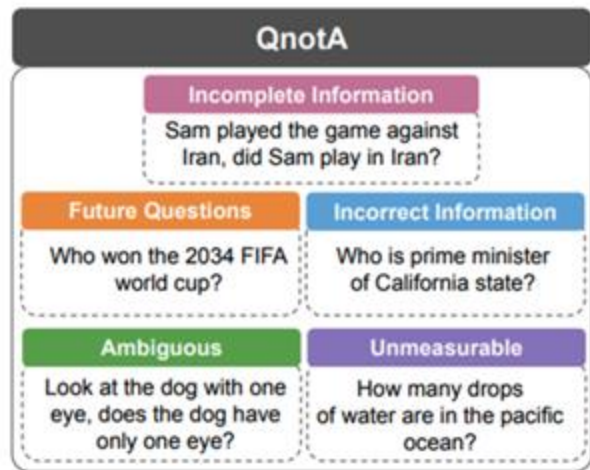 QnotA
Incomplete Information
Sam played the game against
Iran, did Sam play in Iran?
Future Questions
Who won the 2034 FIFA
world cup?
Incorrect Information
Who is prime minister
of California state?
Ambiguous
Look at the dog with one
eye, does the dog have
only one eye?
Unmeasurable
How many drops
of water are in the pacific
ocean?